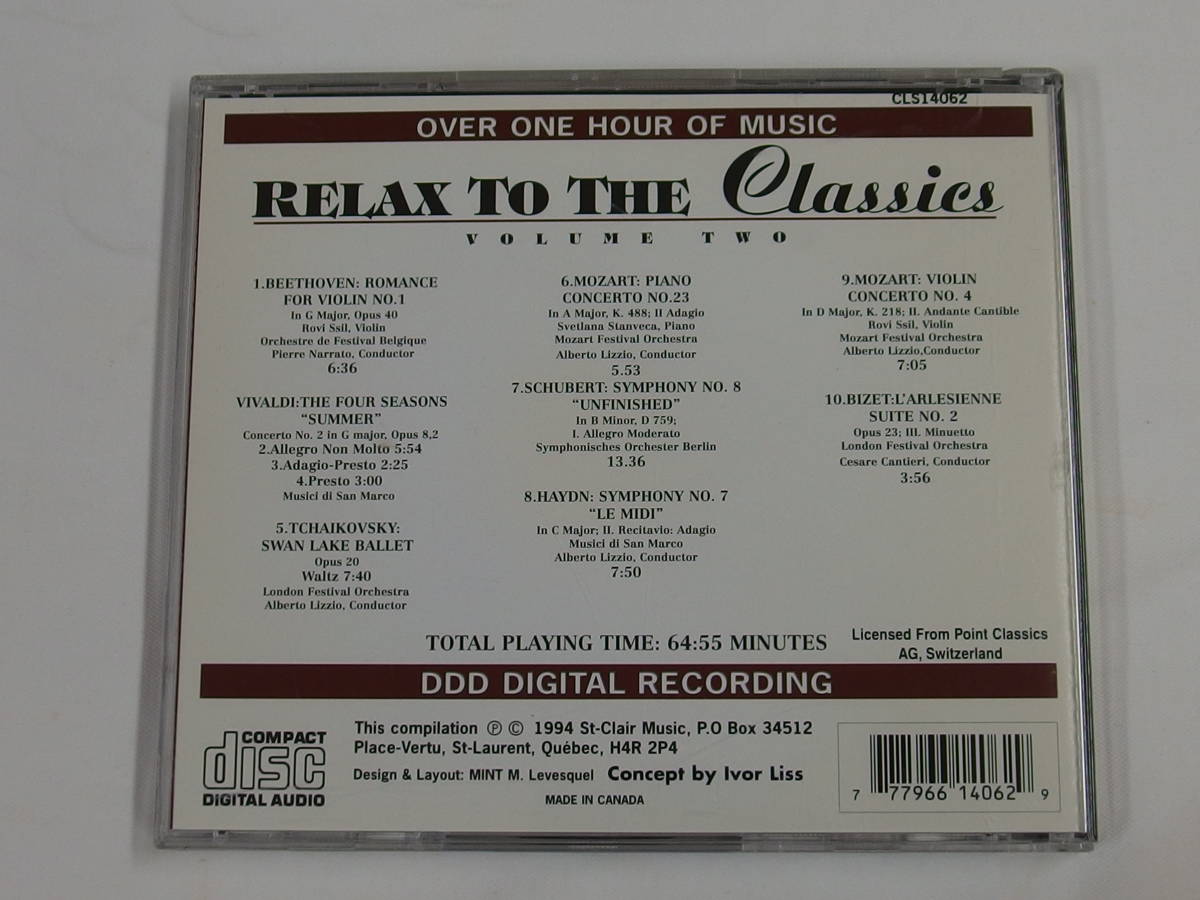 CLS14062
OVER ONE HOUR OF MUSIC
RELAX TO THE Classics
VOLUME TWO
1.BEETHOVEN: ROMANCE
FOR VIOLIN NO.1
In G Major, Opus 40
Rovi Ssil, Violin
Orchestre de Festival Belgique
Pierre Narrato, Conductor
6:36
VIVALDI:THE FOUR SEASONS
“SUMMER”
Concerto No. 2 in G major, Opus 8,2
2.Allegro Non Molto 5:54
3.Adagio-Presto 2:25
4.Presto 3:00
Musici di San Marco
5.TCHAIKOVSKY:
SWAN LAKE BALLET
Opus 20
Waltz 7:40
London Festival Orchestra
Alberto Lizzio, Conductor
6.MOZART: PIANO
CONCERTO NO.23
In A Major, K. 488; II Adagio
Svetlana Stanveca, Piano
Mozart Festival Orchestra
Alberto Lizzio, Conductor
5.53
7.SCHUBERT: SYMPHONY NO. 8
“UNFINISHED”
In B Minor, D 759;
I. Allegro Moderato
Symphonisches Orchester Berlin
13.36
8.HAYDN: SYMPHONY NO. 7
“LE MIDI”
In C Major; II. Recitavio: Adagio
Musici di San Marco
Alberto Lizzio, Conductor
7:50
9.MOZART: VIOLIN
CONCERTO NO. 4
In D Major, K. 218; II. Andante Cantible
Rovi Ssil, Violin
Mozart Festival Orchestra
Alberto Lizzio,Conductor
7:05
10.BIZET:L'ARLESIENNE
SUITE NO. 2
Opus 23; III. Minuetto
London Festival Orchestra
Cesare Cantieri, Conductor
3:56
TOTAL PLAYING TIME: 64:55 MINUTES
Licensed From Point Classics
AG, Switzerland
DDD DIGITAL RECORDING
COMPACT
disc
DIGITAL AUDIO
This compilation ℗ © 1994 St-Clair Music, P.O Box 34512
Place-Vertu, St-Laurent, Québec, H4R 2P4
Design & Layout: MINT M. Levesquel Concept by Ivor Liss
MADE IN CANADA
7 77966 14062 9